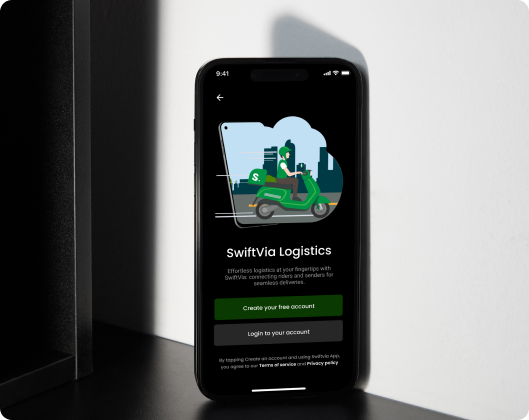 9:41
S.
SwiftVia Logistics
Effortless logistics at your fingertips with
SwiftVia: connecting riders and senders for
seamless deliveries.
Create your free account
Login to your account
By tapping Create an account and using SwiftVia App,
you agree to our Terms of service and Privacy policy